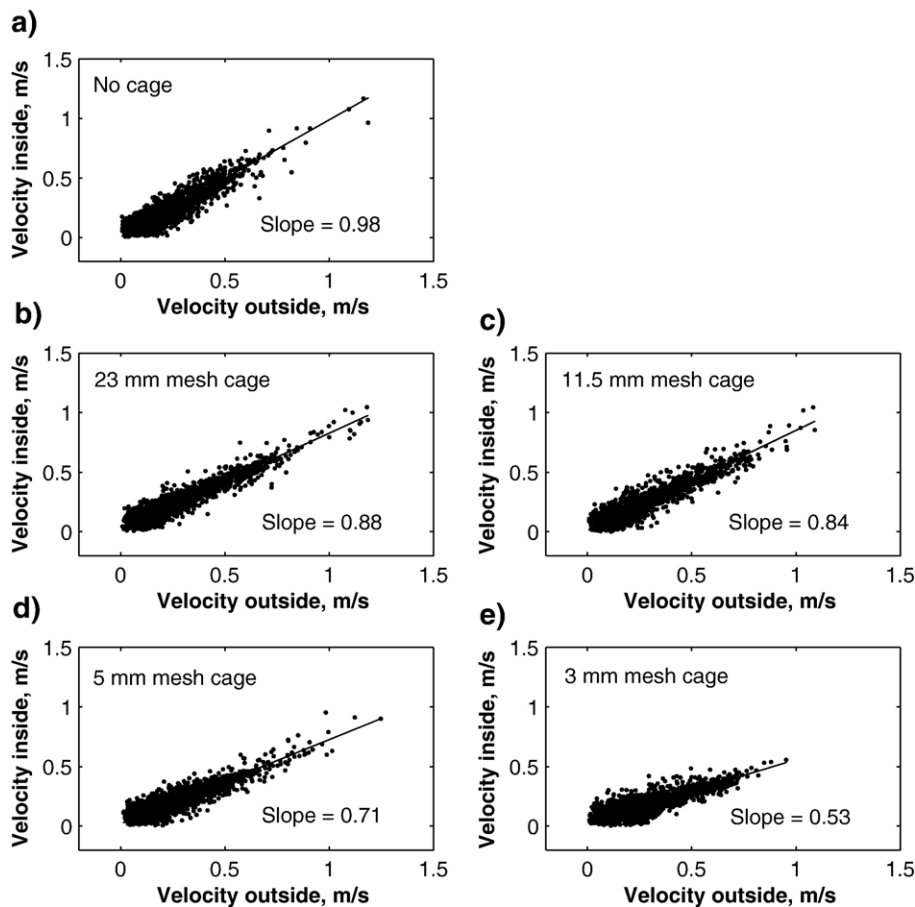 a)
1.5
1
0.5
0
No cage
Slope = 0.98
Velocity inside, m/s
0 0.5 1 1.5
Velocity outside, m/s
b)
1.5
1
0.5
0
23 mm mesh cage
Slope = 0.88
Velocity inside, m/s
0 0.5 1 1.5
Velocity outside, m/s
c)
1.5
1
0.5
0
11.5 mm mesh cage
Slope = 0.84
Velocity inside, m/s
0 0.5 1 1.5
Velocity outside, m/s
d)
1.5
1
0.5
0
5 mm mesh cage
Slope = 0.71
Velocity inside, m/s
0 0.5 1 1.5
Velocity outside, m/s
e)
1.5
1
0.5
0
3 mm mesh cage
Slope = 0.53
Velocity inside, m/s
0 0.5 1 1.5
Velocity outside, m/s